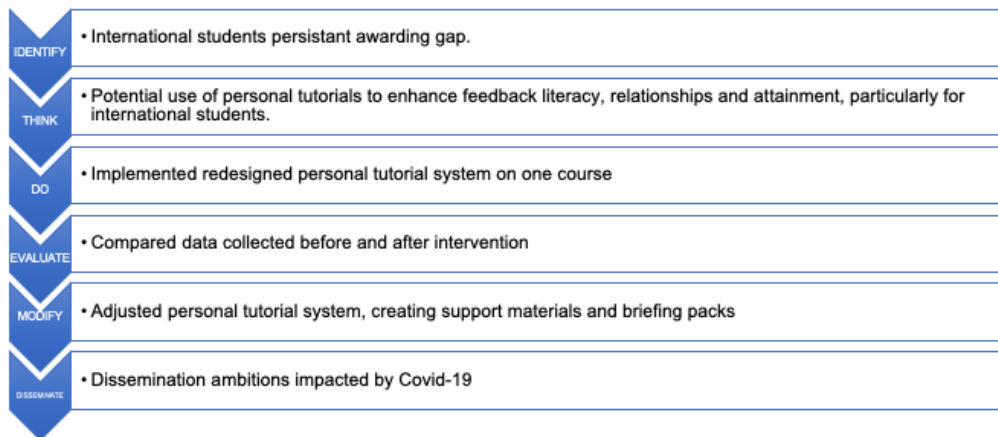 IDENTIFY
• International students persistant awarding gap.
THINK
• Potential use of personal tutorials to enhance feedback literacy, relationships and attainment, particularly for
international students.
DO
• Implemented redesigned personal tutorial system on one course
EVALUATE
• Compared data collected before and after intervention
MODIFY
• Adjusted personal tutorial system, creating support materials and briefing packs
DISSEMINATE
• Dissemination ambitions impacted by Covid-19